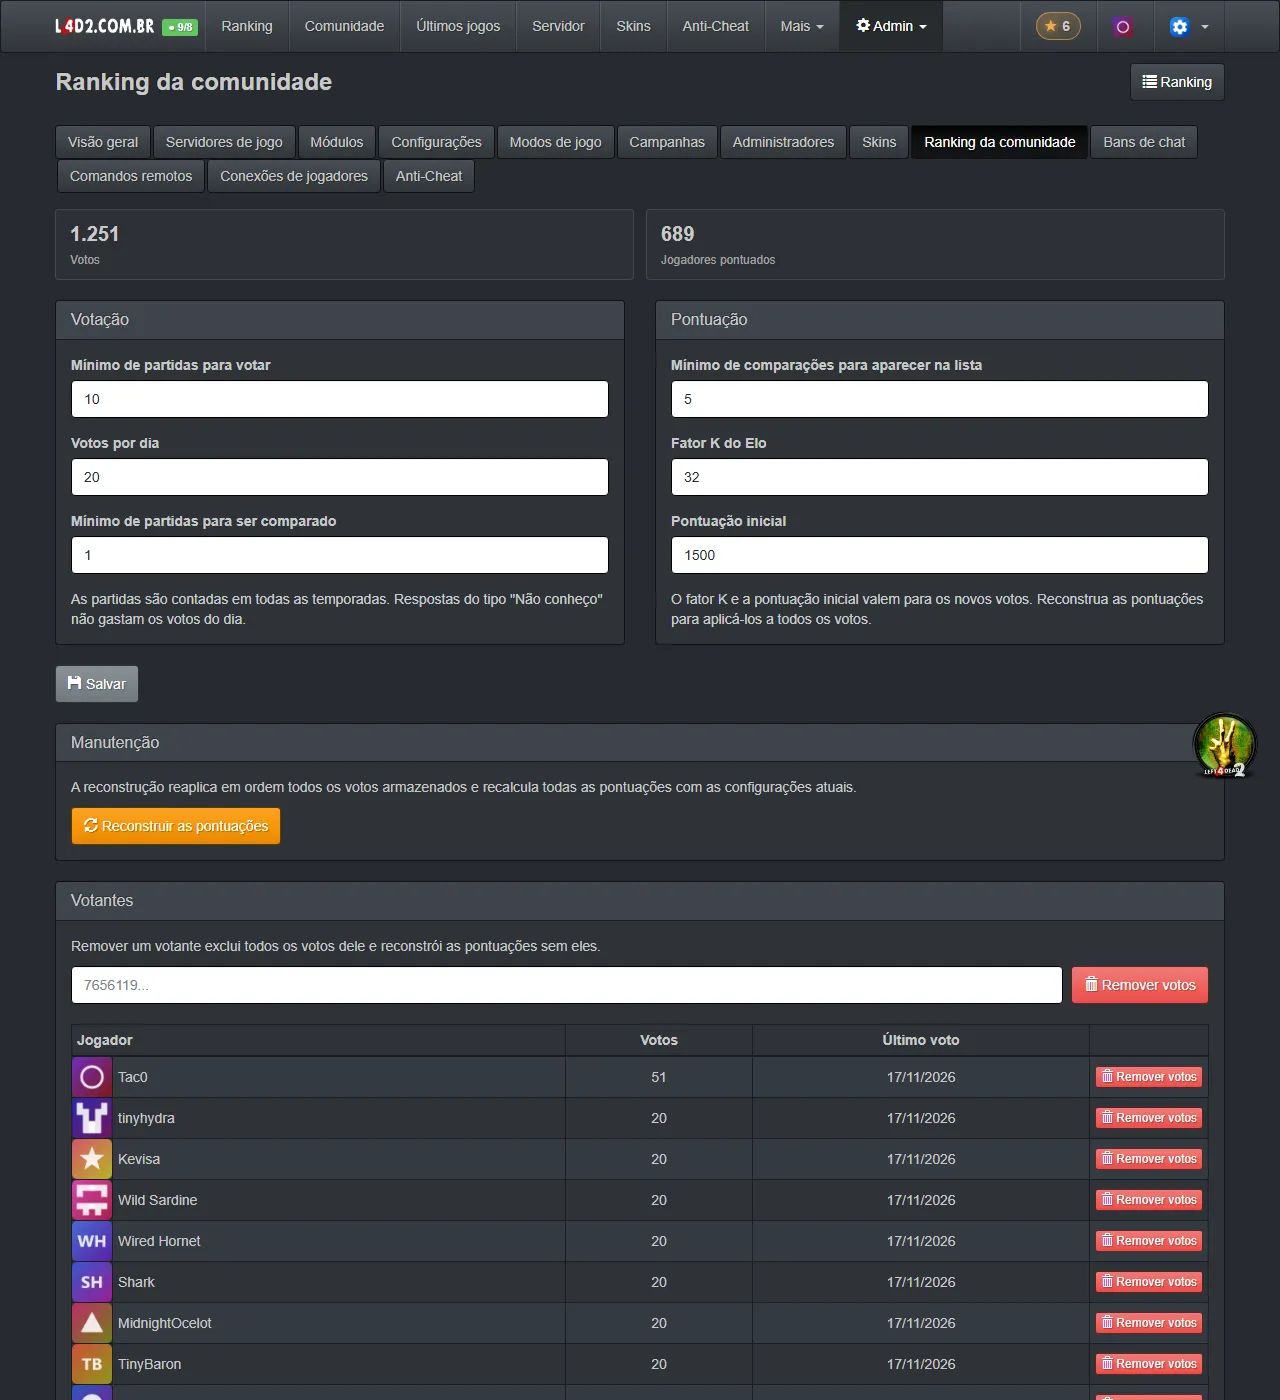 L4D2.COM.BR 9/8 Ranking Comunidade Últimos jogos Servidor Skins Anti-Cheat Mais Admin 6
Ranking da comunidade
Ranking
Visão geral Servidores de jogo Módulos Configurações Modos de jogo Campanhas Administradores Skins Ranking da comunidade Bans de chat
Comandos remotos Conexões de jogadores Anti-Cheat
1.251
Votos
689
Jogadores pontuados
Votação
Mínimo de partidas para votar
10
Votos por dia
20
Mínimo de partidas para ser comparado
1
As partidas são contadas em todas as temporadas. Respostas do tipo "Não conheço"
não gastam os votos do dia.
Pontuação
Mínimo de comparações para aparecer na lista
5
Fator K do Elo
32
Pontuação inicial
1500
O fator K e a pontuação inicial valem para os novos votos. Reconstrua as pontuações
para aplicá-los a todos os votos.
Salvar
Manutenção
LEFT 4 DEAD 2
A reconstrução reaplica em ordem todos os votos armazenados e recalcula todas as pontuações com as configurações atuais.
Reconstruir as pontuações
Votantes
Remover um votante exclui todos os votos dele e reconstrói as pontuações sem eles.
7656119... Remover votos
Jogador Votos Último voto
Tac0 51 17/11/2026 Remover votos
tinyhydra 20 17/11/2026 Remover votos
Kevisa 20 17/11/2026 Remover votos
Wild Sardine 20 17/11/2026 Remover votos
WH Wired Hornet 20 17/11/2026 Remover votos
SH Shark 20 17/11/2026 Remover votos
MidnightOcelot 20 17/11/2026 Remover votos
TB TinyBaron 20 17/11/2026 Remover votos